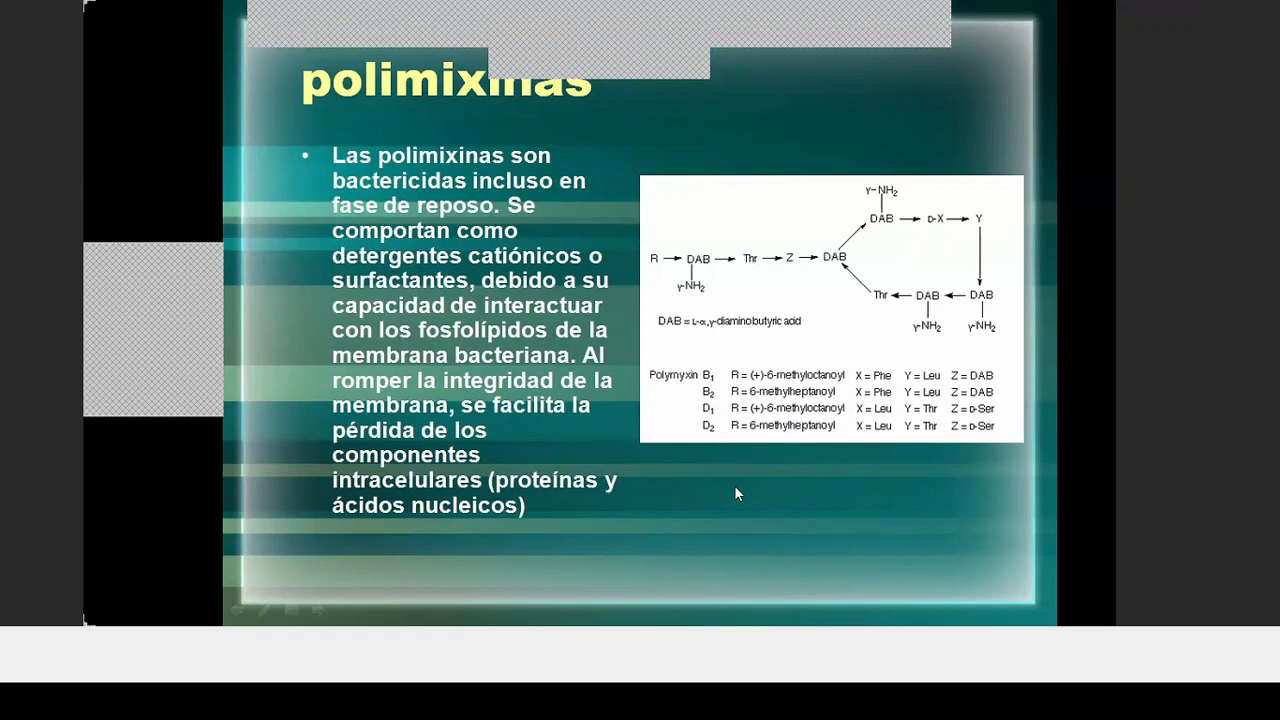 polimixinas
• Las polimixinas son
bactericidas incluso en
fase de reposo. Se
comportan como
detergentes catiónicos o
surfactantes, debido a su
capacidad de interactuar
con los fosfolípidos de la
membrana bacteriana. Al
romper la integridad de la
membrana, se facilita la
pérdida de los
componentes
intracelulares (proteínas y
ácidos nucleicos)
γ-NH₂
DAB → D-X → Y
R → DAB → Thr → Z → DAB
γ-NH₂
Thr ← DAB ← DAB
γ-NH₂ γ-NH₂
DAB = L-α,γ-diaminobutyric acid
Polymyxin B₁ R = (+)-6-methyloctanoyl X = Phe Y = Leu Z = DAB
B₂ R = 6-methylheptanoyl X = Phe Y = Leu Z = DAB
D₁ R = (+)-6-methyloctanoyl X = Leu Y = Thr Z = D-Ser
D₂ R = 6-methylheptanoyl X = Leu Y = Thr Z = D-Ser